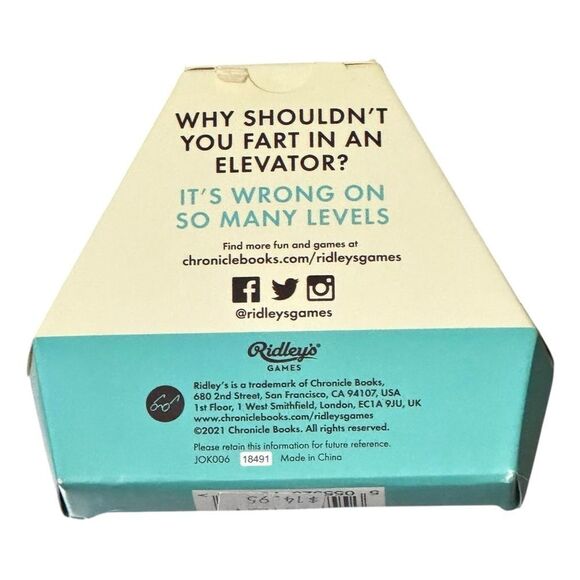 WHY SHOULDN'T
YOU FART IN AN
ELEVATOR?
IT'S WRONG ON
SO MANY LEVELS
Find more fun and games at
chroniclebooks.com/ridleysgames
@ridleysgames
Ridley's
GAMES
Ridley's is a trademark of Chronicle Books,
680 2nd Street, San Francisco, CA 94107, USA
1st Floor, 1 West Smithfield, London, EC1A 9JU, UK
www.chroniclebooks.com/ridleysgames
©2021 Chronicle Books. All rights reserved.
Please retain this information for future reference.
JOK006 18491 Made in China
$14.95